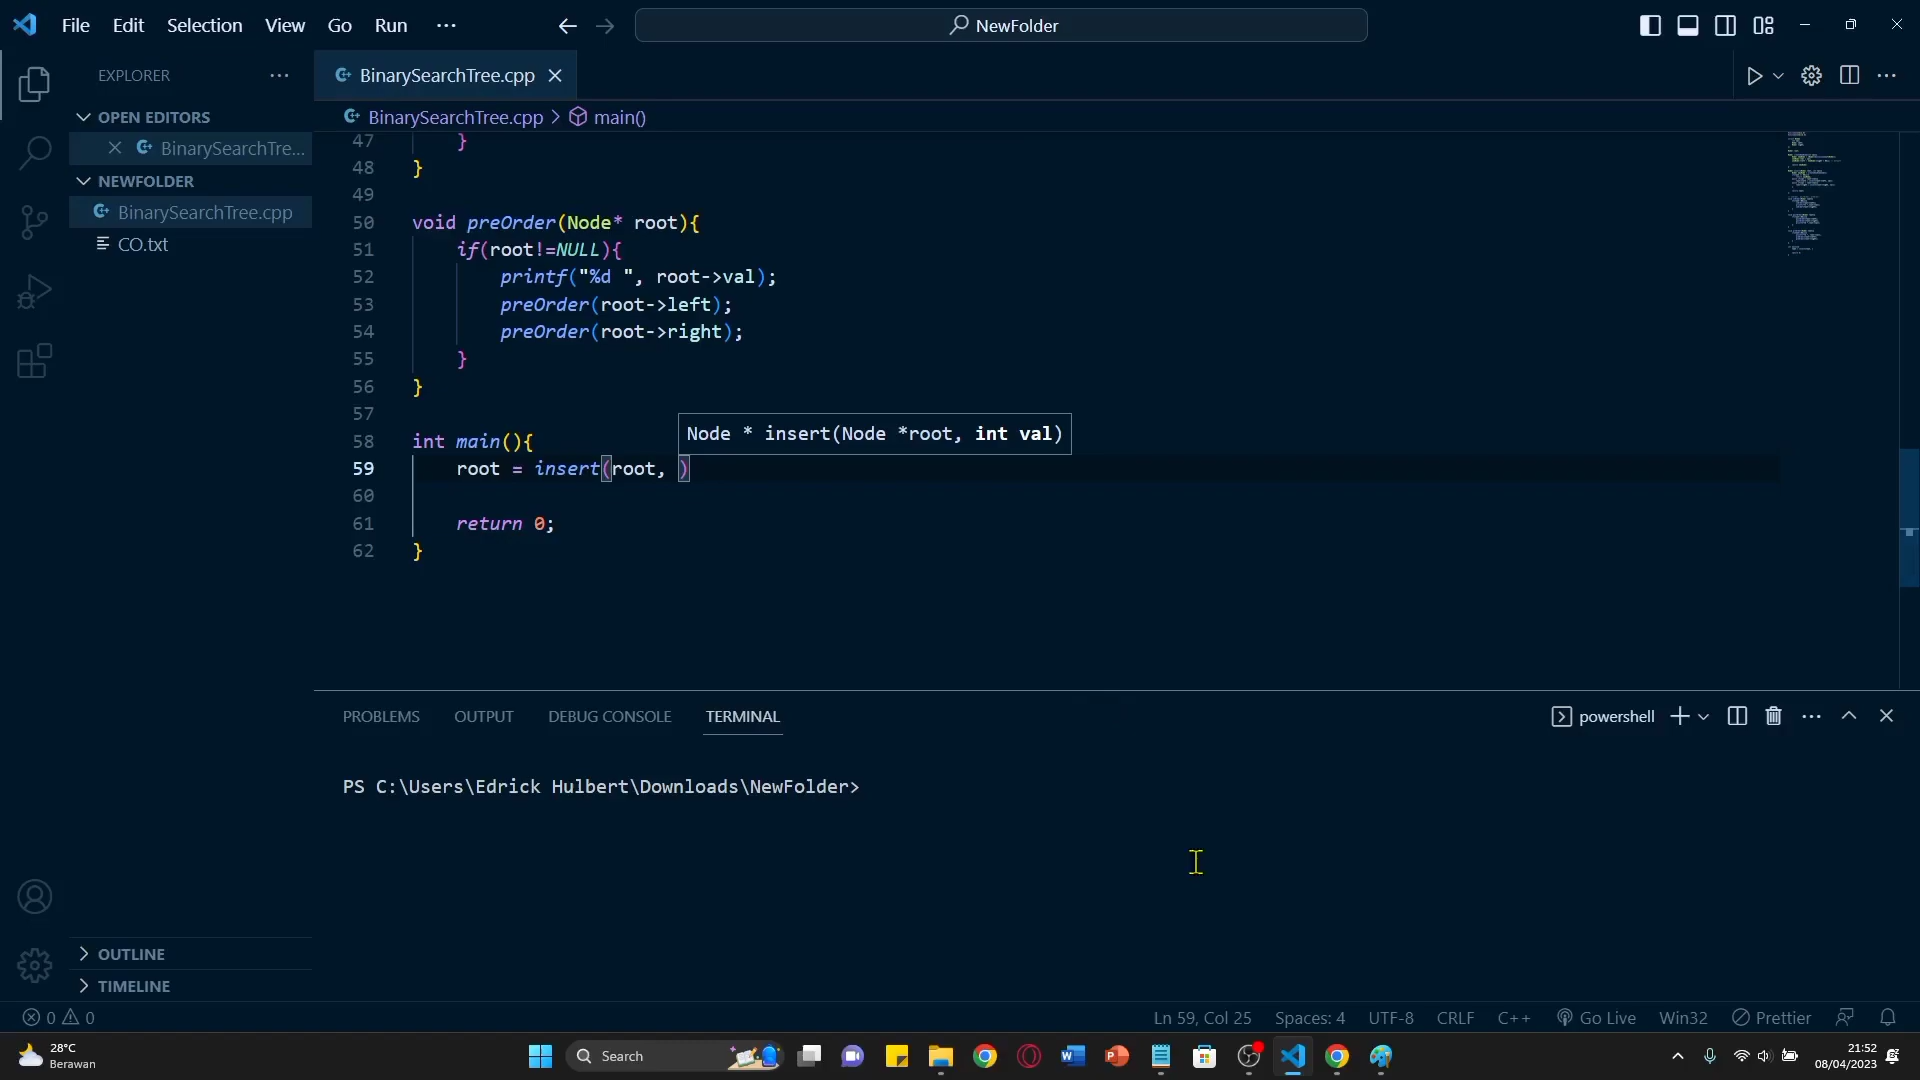 File Edit Selection View Go Run ···
NewFolder
EXPLORER
BinarySearchTree.cpp
OPEN EDITORS
BinarySearchTree.cpp > main()
BinarySearchTre...
NEWFOLDER
BinarySearchTree.cpp
CO.txt
47 }
48 }
49
50 void preOrder(Node* root){
51 if(root!=NULL){
52 printf("%d ", root->val);
53 preOrder(root->left);
54 preOrder(root->right);
55 }
56 }
57
Node * insert(Node *root, int val)
58 int main(){
59 root = insert(root, )
60
61 return 0;
62 }
PROBLEMS OUTPUT DEBUG CONSOLE TERMINAL
powershell
PS C:\Users\Edrick Hulbert\Downloads\NewFolder>
OUTLINE
TIMELINE
0 0
Ln 59, Col 25 Spaces: 4 UTF-8 CRLF C++ Go Live Win32 Prettier
28°C
Berawan
Search
21:52
08/04/2023